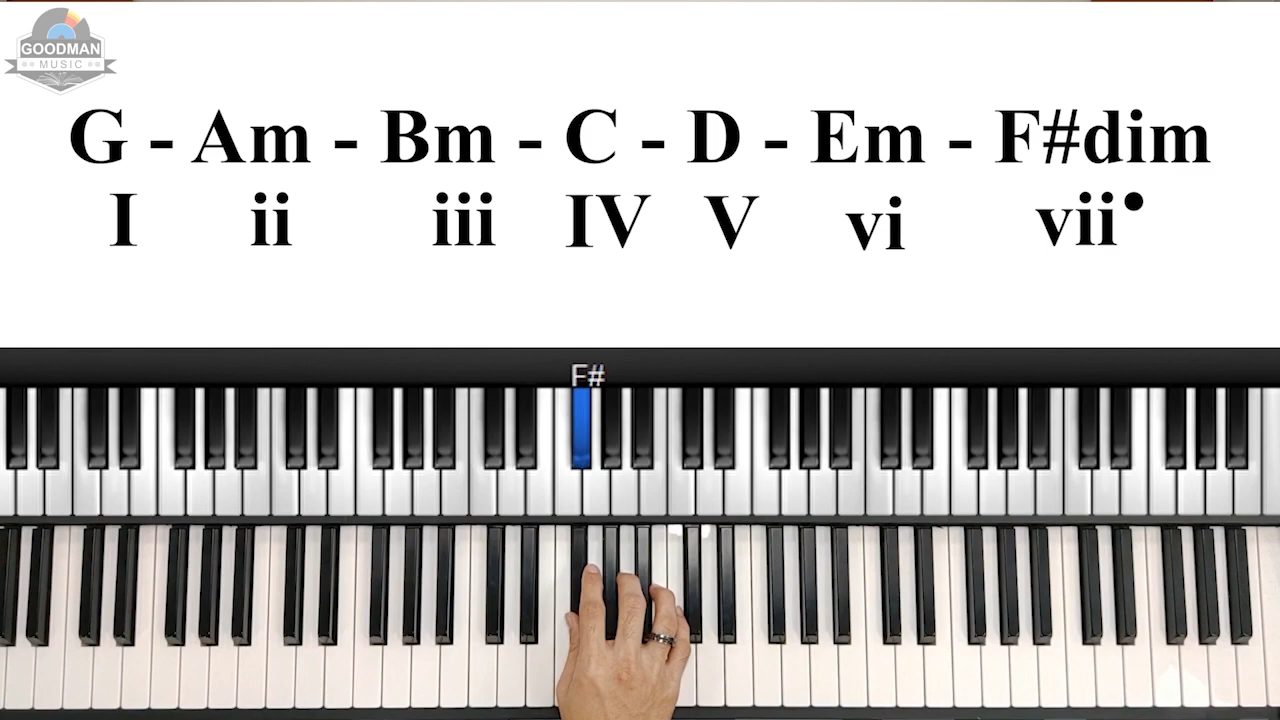 GOODMAN
MUSIC
G - Am - Bm - C - D - Em - F#dim
I ii iii IV V vi vii•
F#